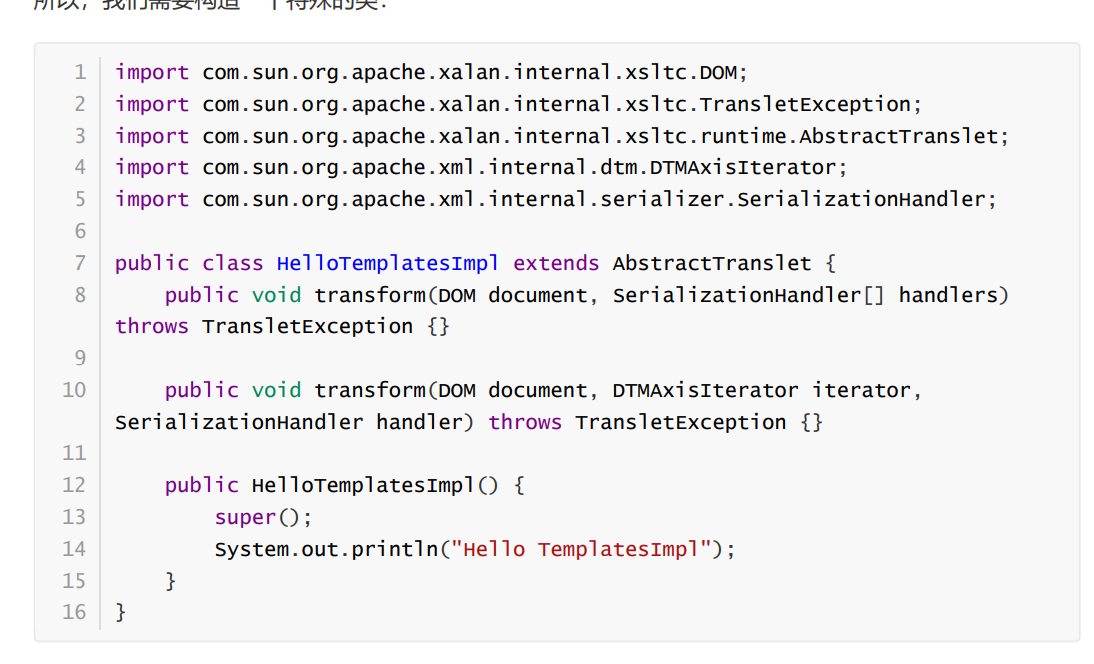 所以，我们需要构造一个特殊的类：
1 import com.sun.org.apache.xalan.internal.xsltc.DOM;
2 import com.sun.org.apache.xalan.internal.xsltc.TransletException;
3 import com.sun.org.apache.xalan.internal.xsltc.runtime.AbstractTranslet;
4 import com.sun.org.apache.xml.internal.dtm.DTMAxisIterator;
5 import com.sun.org.apache.xml.internal.serializer.SerializationHandler;
6
7 public class HelloTemplatesImpl extends AbstractTranslet {
8     public void transform(DOM document, SerializationHandler[] handlers)
throws TransletException {}
9
10     public void transform(DOM document, DTMAxisIterator iterator,
SerializationHandler handler) throws TransletException {}
11
12     public HelloTemplatesImpl() {
13         super();
14         System.out.println("Hello TemplatesImpl");
15     }
16 }